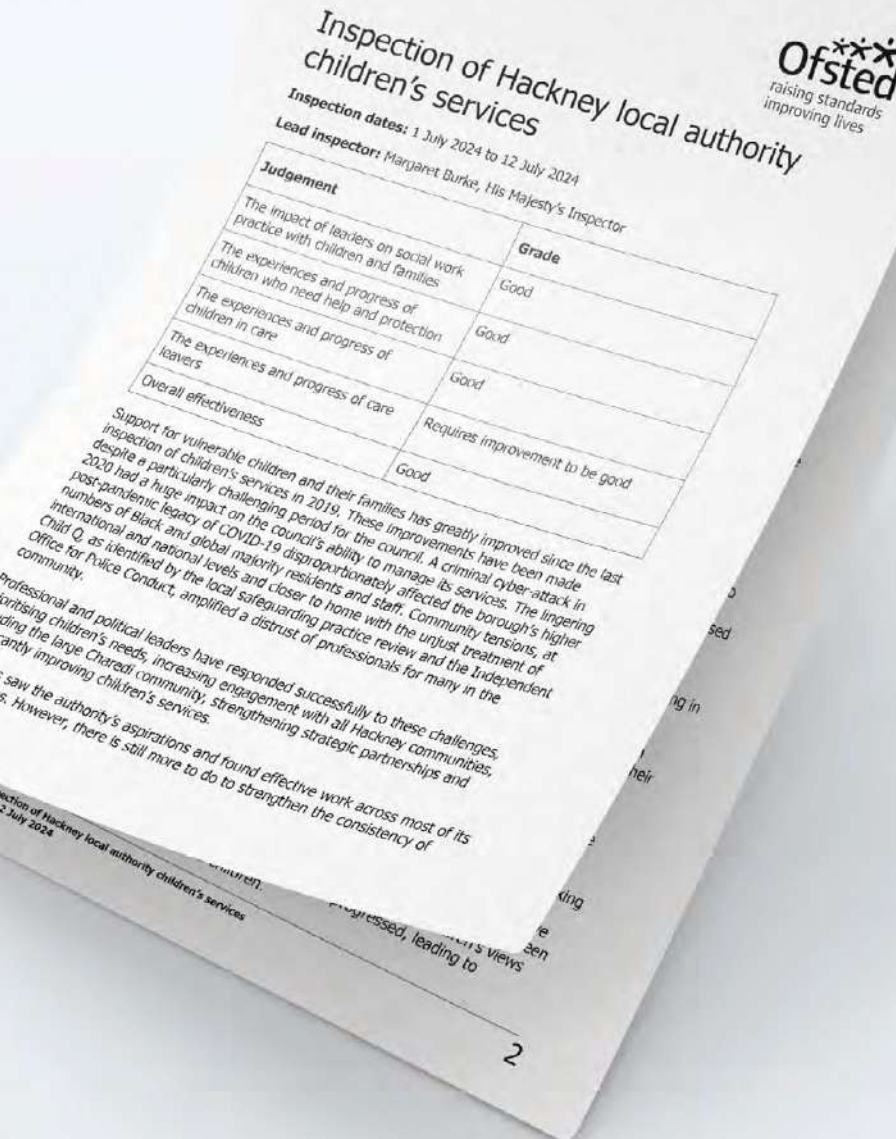 Ofsted
raising standards
improving lives
Inspection of Hackney local authority
children's services
Inspection dates: 1 July 2024 to 12 July 2024
Lead inspector: Margaret Burke, His Majesty's Inspector
Judgement
Grade
The impact of leaders on social work
practice with children and families
Good
The experiences and progress of
children who need help and protection
Good
The experiences and progress of
children in care
Good
The experiences and progress of care
leavers
Requires improvement to be good
Overall effectiveness
Good
Support for vulnerable children and their families has greatly improved since the last
inspection of children's services in 2019. These improvements have been made
despite a particularly challenging period for the council. A criminal cyber-attack in
2020 had a huge impact on the council's ability to manage its services. The lingering
post-pandemic legacy of COVID-19 disproportionately affected the borough's higher
numbers of Black and global majority residents and staff. Community tensions, at
international and national levels and closer to home with the unjust treatment of
Child Q, as identified by the local safeguarding practice review and the Independent
Office for Police Conduct, amplified a distrust of professionals for many in the
community.
Professional and political leaders have responded successfully to these challenges,
oritising children's needs, increasing engagement with all Hackney communities,
ding the large Charedi community, strengthening strategic partnerships and
cantly improving children's services.
s saw the authority's aspirations and found effective work across most of its
s. However, there is still more to do to strengthen the consistency of
ection of Hackney local authority children's services
2 July 2024
sed
ng in
heir
king
een
children.
ren's views
progressed, leading to
2